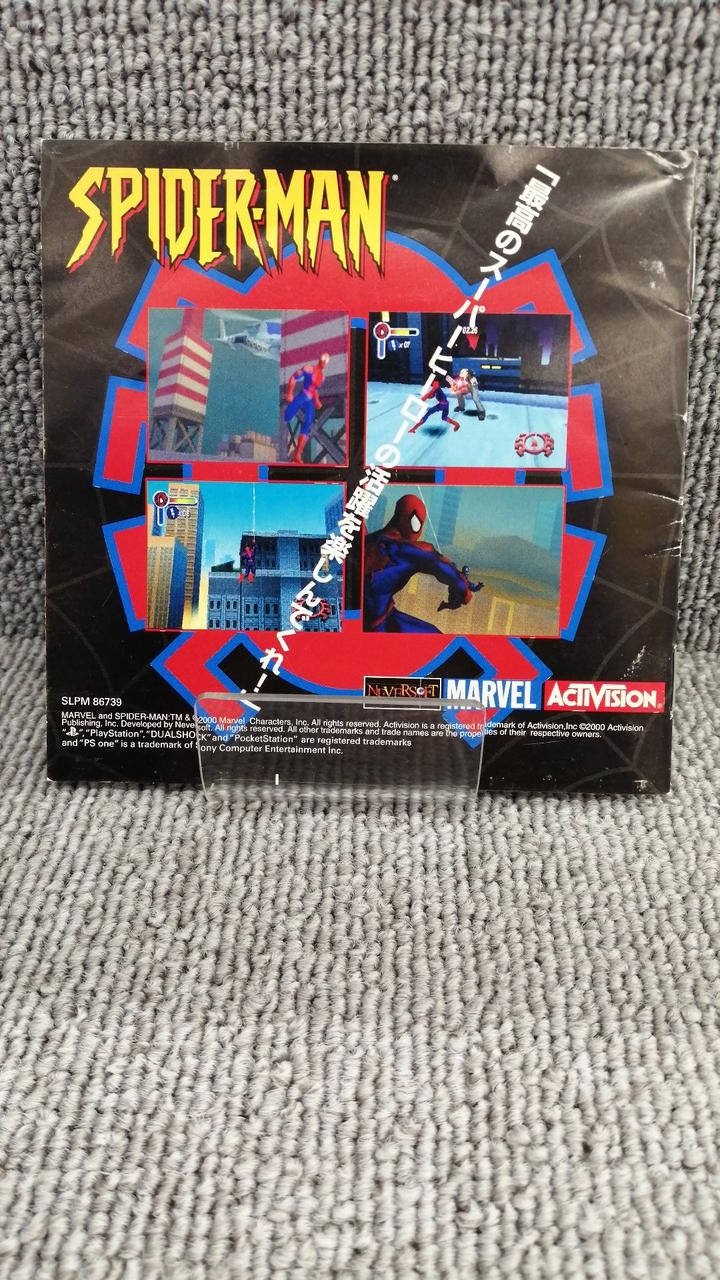 SPIDER-MAN®
「最高のスーパーヒーローの活躍を楽しんでくれ!」
02.28
x07
NEVERSOFT MARVEL ACTIVISION.
SLPM 86739
MARVEL and SPIDER-MAN:TM & ©2000 Marvel Characters, Inc. All rights reserved. Activision is a registered trademark of Activision,Inc ©2000 Activision
Publishing, Inc. Developed by Neversoft. All rights reserved. All other trademarks and trade names are the properties of their respective owners.
" ","PlayStation","DUALSHOCK"and "PocketStation" are registered trademarks
and "PS one" is a trademark of Sony Computer Entertainment Inc.